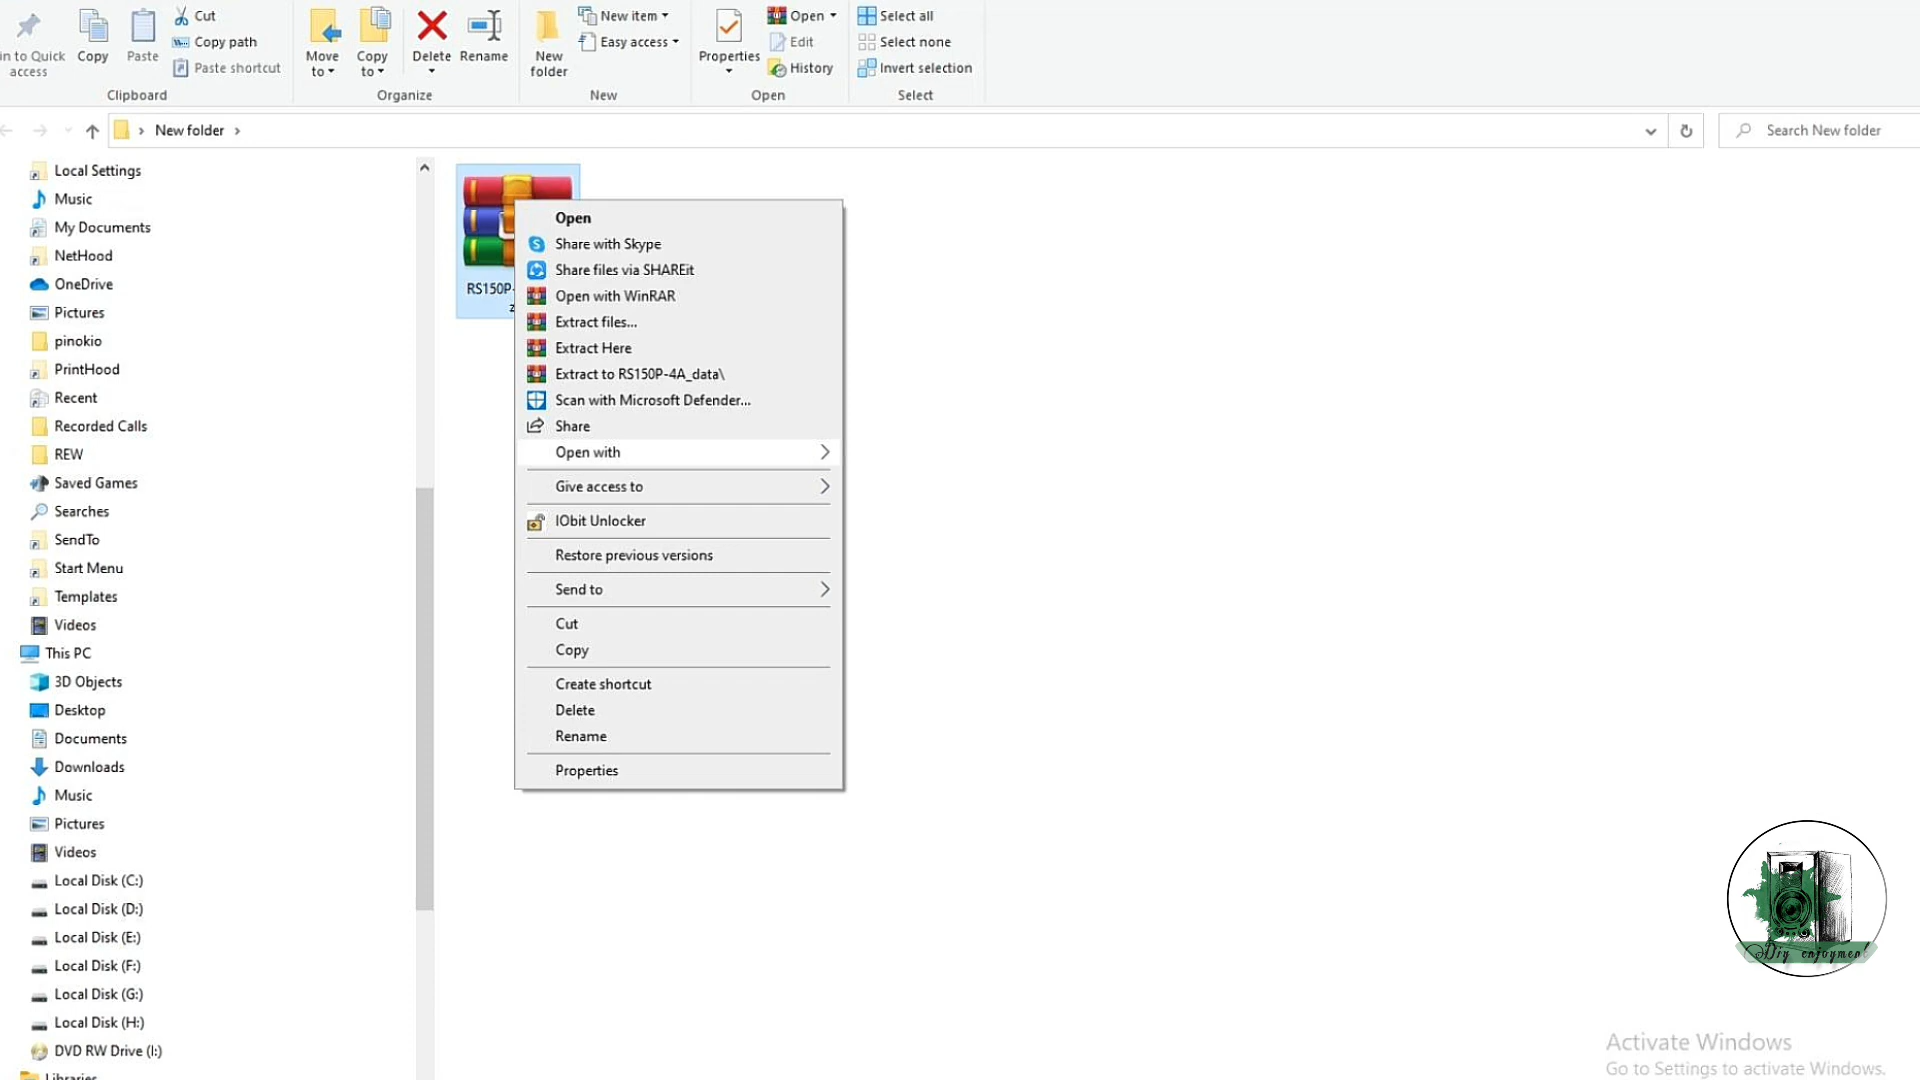 Cut
New item
Open
Select all
Copy path
Easy access
Edit
Select none
in to Quick
access
Copy
Paste
Paste shortcut
Move
to
Copy
to
Delete
Rename
New
folder
Properties
History
Invert selection
Clipboard
Organize
New
Open
Select
New folder
Search New folder
Local Settings
Music
My Documents
NetHood
OneDrive
Pictures
pinokio
PrintHood
Recent
Recorded Calls
REW
Saved Games
Searches
SendTo
Start Menu
Templates
Videos
This PC
3D Objects
Desktop
Documents
Downloads
Music
Pictures
Videos
Local Disk (C:)
Local Disk (D:)
Local Disk (E:)
Local Disk (F:)
Local Disk (G:)
Local Disk (H:)
DVD RW Drive (I:)
Libraries
RS150P-
z
Open
Share with Skype
Share files via SHAREit
Open with WinRAR
Extract files...
Extract Here
Extract to RS150P-4A_data\
Scan with Microsoft Defender...
Share
Open with
Give access to
IObit Unlocker
Restore previous versions
Send to
Cut
Copy
Create shortcut
Delete
Rename
Properties
Diy enjoyment
Activate Windows
Go to Settings to activate Windows.